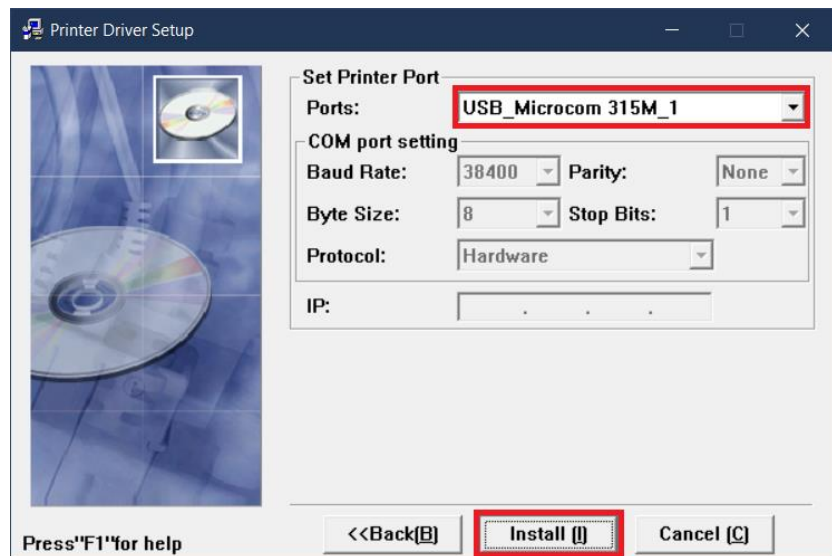 Printer Driver Setup
Set Printer Port
Ports: USB_Microcom 315M_1
COM port setting
Baud Rate: 38400 Parity: None
Byte Size: 8 Stop Bits: 1
Protocol: Hardware
IP: . . .
Press"F1"for help <<Back(B) Install (I) Cancel (C)